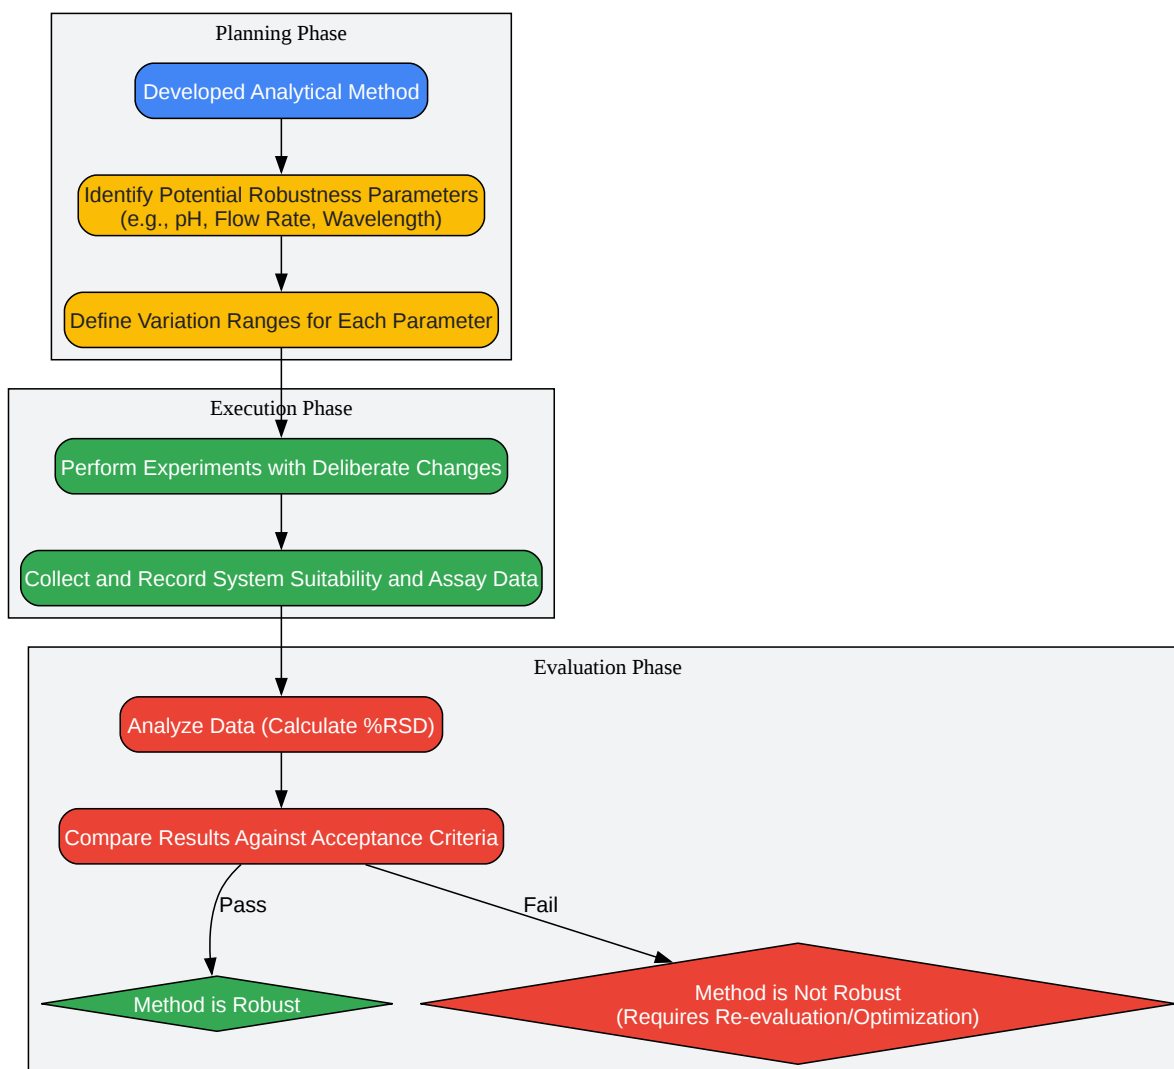 Planning Phase
Developed Analytical Method
Identify Potential Robustness Parameters
(e.g., pH, Flow Rate, Wavelength)
Define Variation Ranges for Each Parameter
Execution Phase
Perform Experiments with Deliberate Changes
Collect and Record System Suitability and Assay Data
Evaluation Phase
Analyze Data (Calculate %RSD)
Compare Results Against Acceptance Criteria
Pass
Fail
Method is Robust
Method is Not Robust
(Requires Re-evaluation/Optimization)